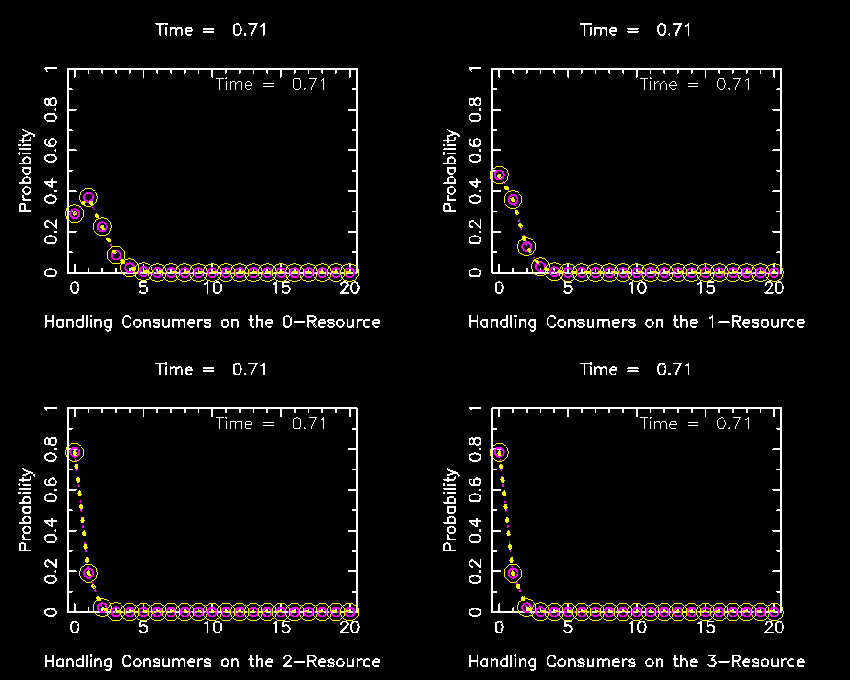 Time = 0.71
Time = 0.71
Probability
0 0.2 0.4 0.6 0.8 1
0 5 10 15 20
Handling Consumers on the 0-Resource
Time = 0.71
Time = 0.71
Probability
0 0.2 0.4 0.6 0.8 1
0 5 10 15 20
Handling Consumers on the 1-Resource
Time = 0.71
Time = 0.71
Probability
0 0.2 0.4 0.6 0.8 1
0 5 10 15 20
Handling Consumers on the 2-Resource
Time = 0.71
Time = 0.71
Probability
0 0.2 0.4 0.6 0.8 1
0 5 10 15 20
Handling Consumers on the 3-Resource